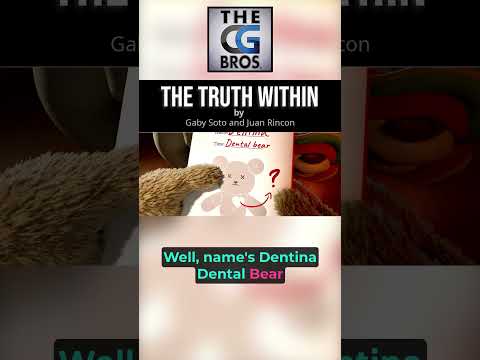 THE
CG
BROS.
THE TRUTH WITHIN
by
Gaby Soto and Juan Rincon
Dentina
Dental bear
?
Well, name's Dentina
Dental Bear